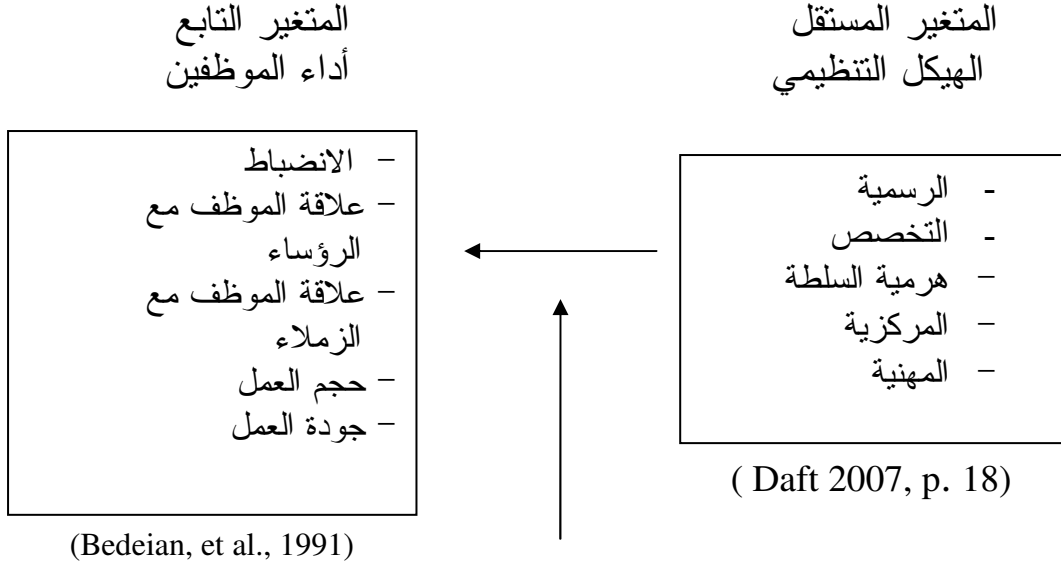 المتغير المستقل
الهيكل التنظيمي
- الرسمية
- التخصص
- هرمية السلطة
- المركزية
- المهنية
( Daft 2007, p. 18)
المتغير التابع
أداء الموظفين
- الانضباط
- علاقة الموظف مع
الرؤساء
- علاقة الموظف مع
الزملاء
- حجم العمل
- جودة العمل
(Bedeian, et al., 1991)